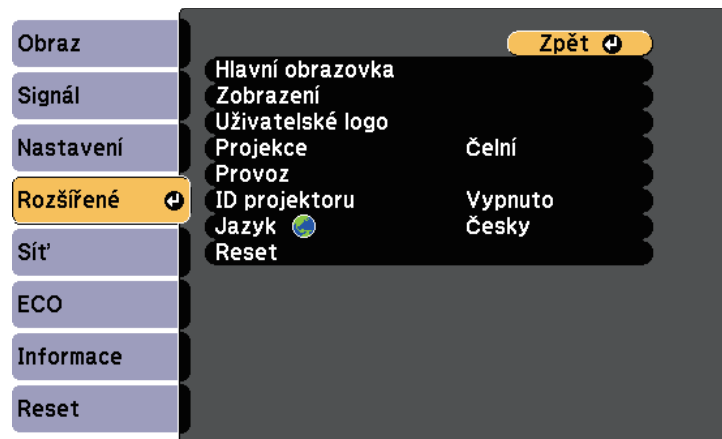 Obraz
Signál
Nastavení
Rozšířené
Síť
ECO
Informace
Reset
Zpět
Hlavní obrazovka
Zobrazení
Uživatelské logo
Projekce Čelní
Provoz
ID projektoru Vypnuto
Jazyk Česky
Reset